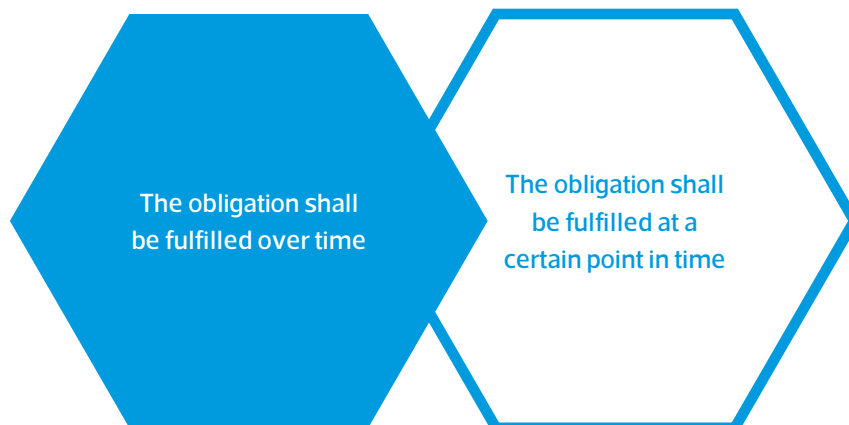 The obligation shall
be fulfilled over time
The obligation shall
be fulfilled at a
certain point in time